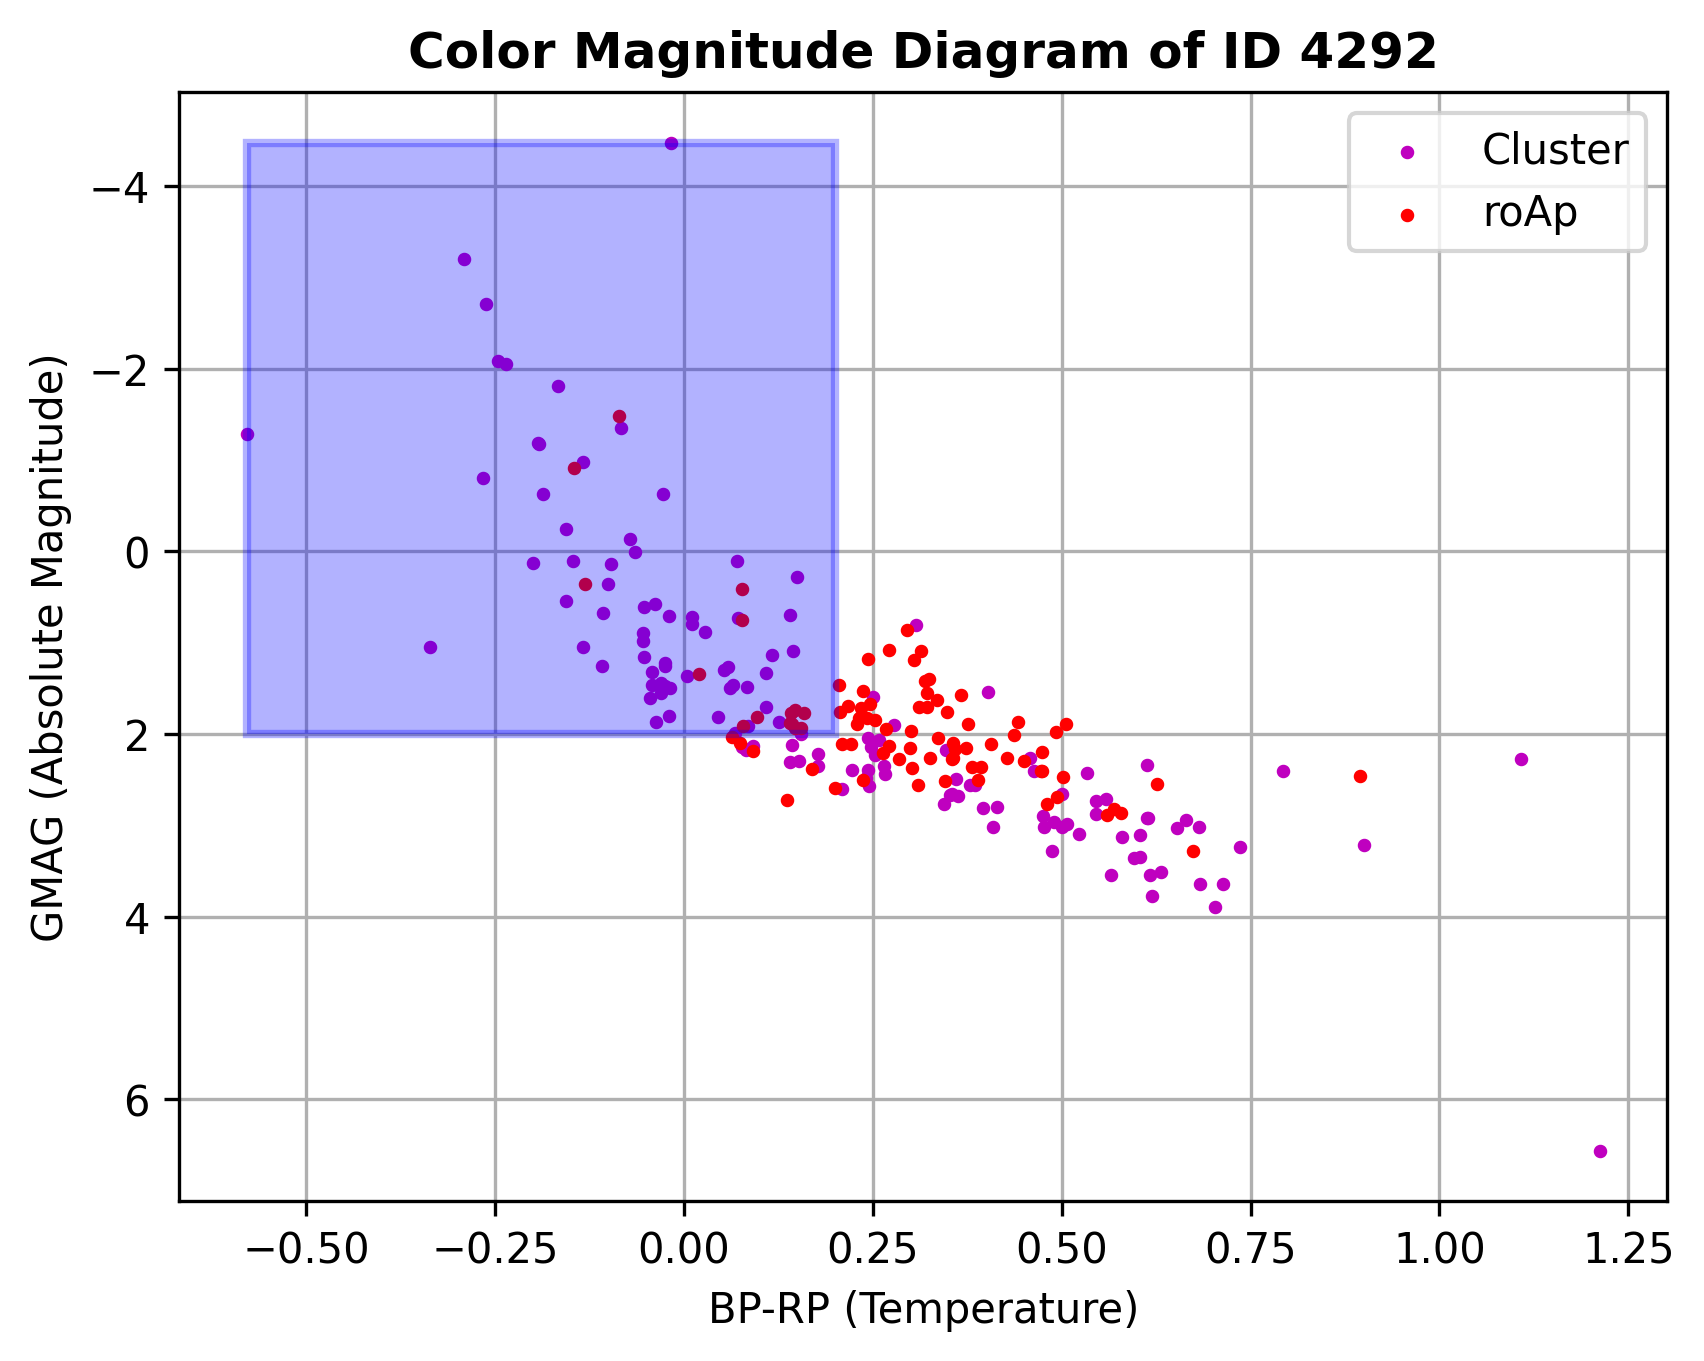 Color Magnitude Diagram of ID 4292
Cluster
roAp
GMAG (Absolute Magnitude)
−4
−2
0
2
4
6
−0.50 −0.25 0.00 0.25 0.50 0.75 1.00 1.25
BP-RP (Temperature)